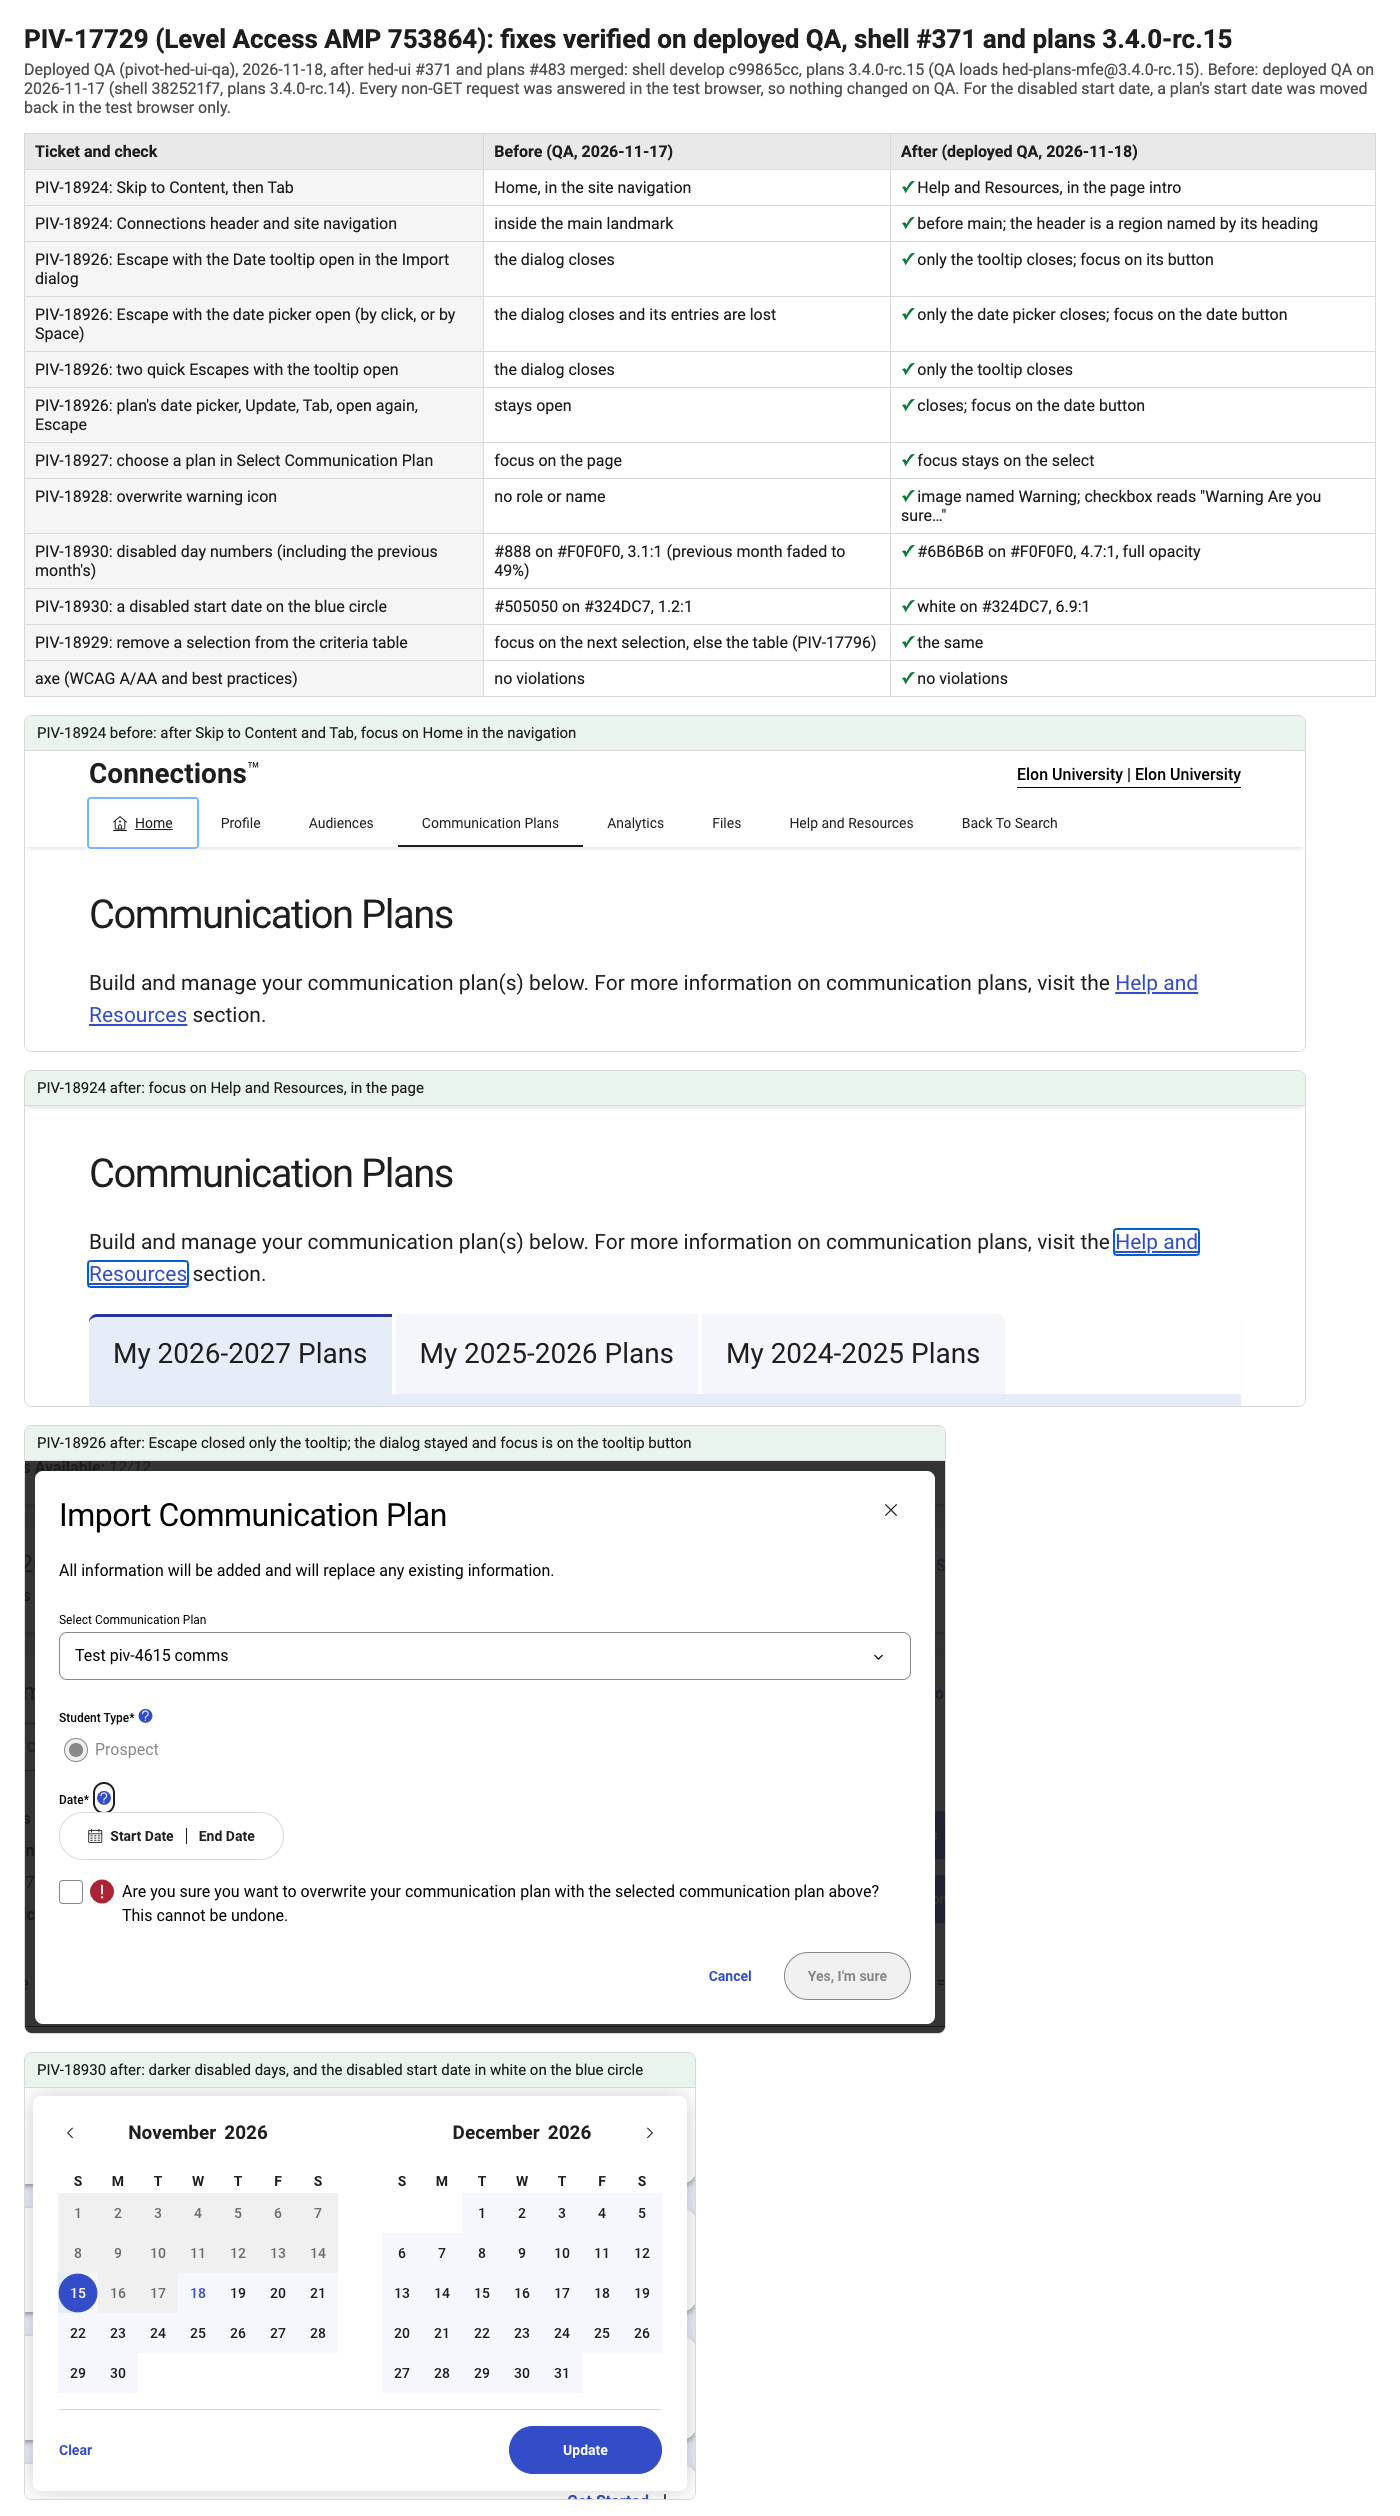 PIV-17729 (Level Access AMP 753864): fixes verified on deployed QA, shell #371 and plans 3.4.0-rc.15
Deployed QA (pivot-hed-ui-qa), 2026-11-18, after hed-ui #371 and plans #483 merged: shell develop c99865cc, plans 3.4.0-rc.15 (QA loads hed-plans-mfe@3.4.0-rc.15). Before: deployed QA on
2026-11-17 (shell 382521f7, plans 3.4.0-rc.14). Every non-GET request was answered in the test browser, so nothing changed on QA. For the disabled start date, a plan's start date was moved
back in the test browser only.
Ticket and check Before (QA, 2026-11-17) After (deployed QA, 2026-11-18)
PIV-18924: Skip to Content, then Tab Home, in the site navigation ✓ Help and Resources, in the page intro
PIV-18924: Connections header and site navigation inside the main landmark ✓ before main; the header is a region named by its heading
PIV-18926: Escape with the Date tooltip open in the Import
dialog
the dialog closes
✓ only the tooltip closes; focus on its button
PIV-18926: Escape with the date picker open (by click, or by
Space)
the dialog closes and its entries are lost
✓ only the date picker closes; focus on the date button
PIV-18926: two quick Escapes with the tooltip open the dialog closes ✓ only the tooltip closes
PIV-18926: plan's date picker, Update, Tab, open again,
Escape
stays open
✓ closes; focus on the date button
PIV-18927: choose a plan in Select Communication Plan focus on the page ✓ focus stays on the select
PIV-18928: overwrite warning icon
no role or name
✓ image named Warning; checkbox reads "Warning Are you
sure…"
PIV-18930: disabled day numbers (including the previous
month's)
#888 on #F0F0F0, 3.1:1 (previous month faded to
49%)
✓ #6B6B6B on #F0F0F0, 4.7:1, full opacity
PIV-18930: a disabled start date on the blue circle #505050 on #324DC7, 1.2:1 ✓ white on #324DC7, 6.9:1
PIV-18929: remove a selection from the criteria table focus on the next selection, else the table (PIV-17796) ✓ the same
axe (WCAG A/AA and best practices) no violations ✓ no violations
PIV-18924 before: after Skip to Content and Tab, focus on Home in the navigation
Connections™ Elon University | Elon University
Home Profile Audiences Communication Plans Analytics Files Help and Resources Back To Search
Communication Plans
Build and manage your communication plan(s) below. For more information on communication plans, visit the Help and
Resources section.
PIV-18924 after: focus on Help and Resources, in the page
Communication Plans
Build and manage your communication plan(s) below. For more information on communication plans, visit the Help and
Resources section.
My 2026-2027 Plans My 2025-2026 Plans My 2024-2025 Plans
PIV-18926 after: Escape closed only the tooltip; the dialog stayed and focus is on the tooltip button
s Available: 12/12
Import Communication Plan
All information will be added and will replace any existing information.
Select Communication Plan
Test piv-4615 comms
Student Type* ?
Prospect
Date* ?
Start Date | End Date
! Are you sure you want to overwrite your communication plan with the selected communication plan above?
This cannot be undone.
Cancel Yes, I'm sure
PIV-18930 after: darker disabled days, and the disabled start date in white on the blue circle
November 2026 December 2026
S M T W T F S S M T W T F S
1 2 3 4 5 6 7 1 2 3 4 5
8 9 10 11 12 13 14 6 7 8 9 10 11 12
15 16 17 18 19 20 21 13 14 15 16 17 18 19
22 23 24 25 26 27 28 20 21 22 23 24 25 26
29 30 27 28 29 30 31
Clear Update